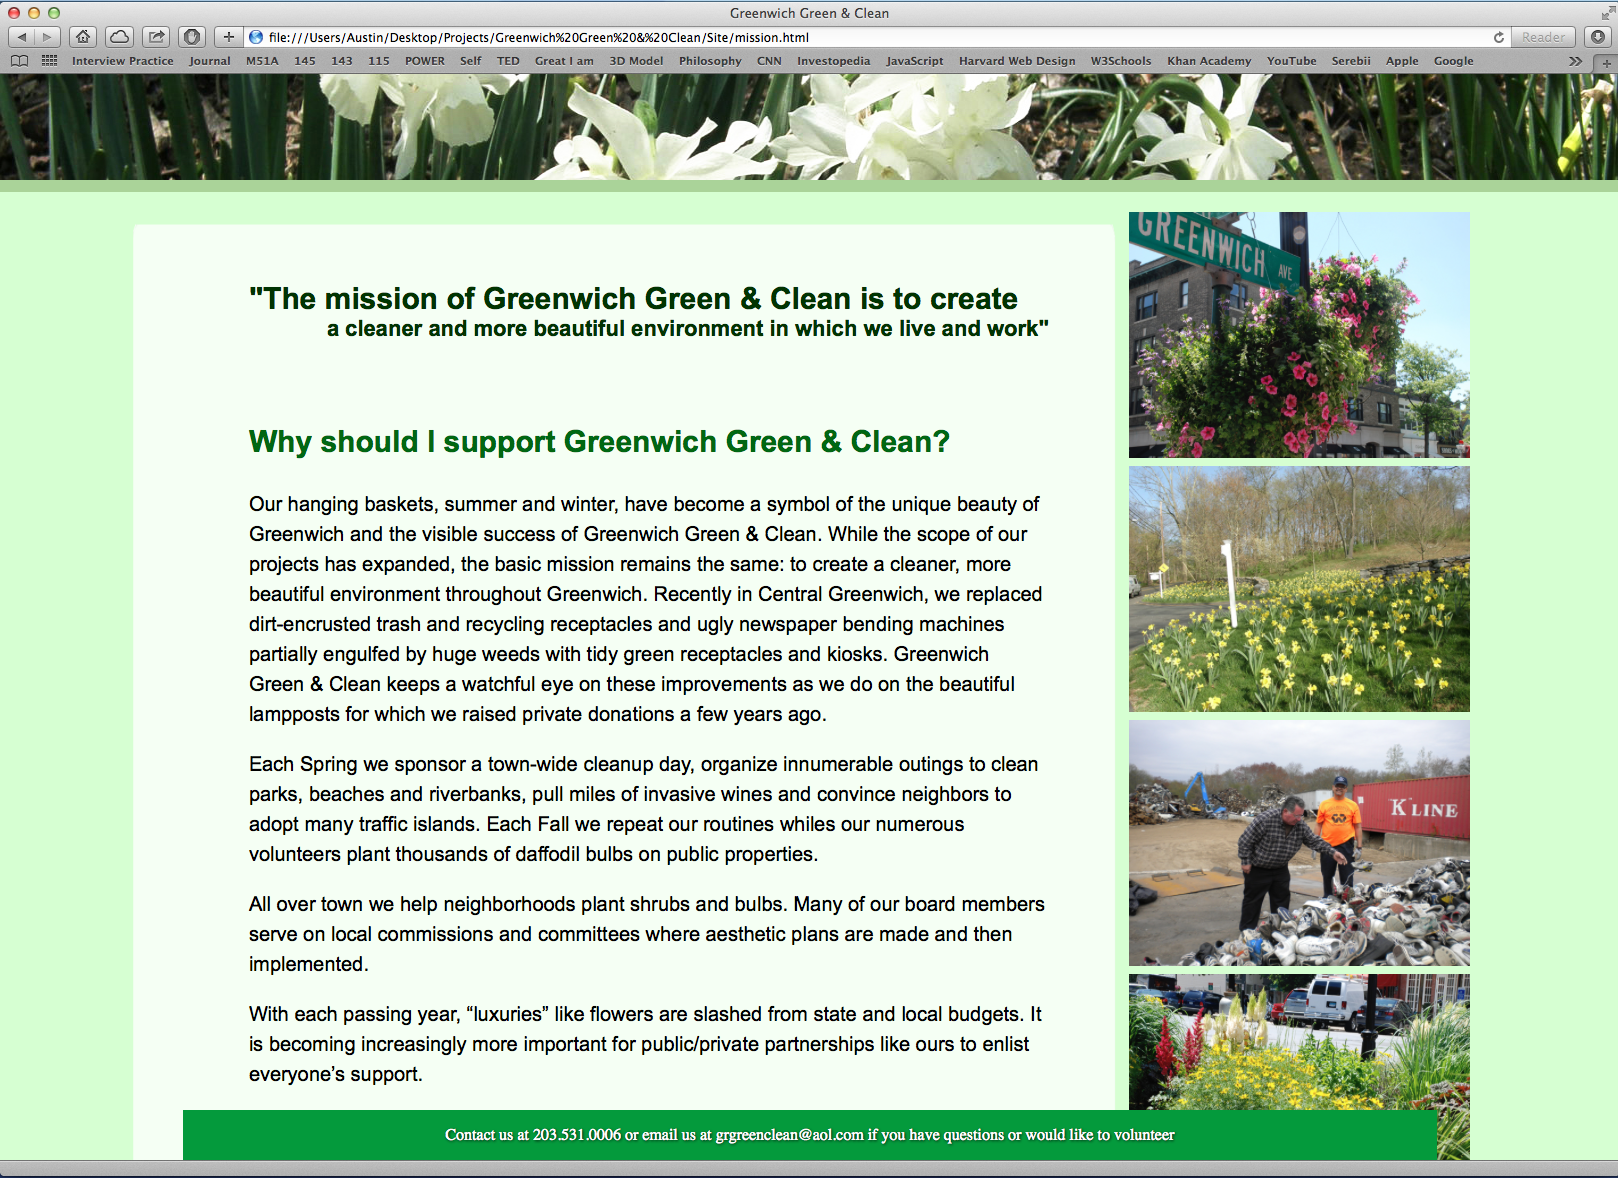 Greenwich Green & Clean
file:///Users/Austin/Desktop/Projects/Greenwich%20Green%20&%20Clean/Site/mission.html
Reader
Interview Practice Journal M51A 145 143 115 POWER Self TED Great I am 3D Model Philosophy CNN Investopedia JavaScript Harvard Web Design W3Schools Khan Academy YouTube Serebii Apple Google
GREENWICH AVE
"The mission of Greenwich Green & Clean is to create
a cleaner and more beautiful environment in which we live and work"
Why should I support Greenwich Green & Clean?
Our hanging baskets, summer and winter, have become a symbol of the unique beauty of
Greenwich and the visible success of Greenwich Green & Clean. While the scope of our
projects has expanded, the basic mission remains the same: to create a cleaner, more
beautiful environment throughout Greenwich. Recently in Central Greenwich, we replaced
dirt-encrusted trash and recycling receptacles and ugly newspaper bending machines
partially engulfed by huge weeds with tidy green receptacles and kiosks. Greenwich
Green & Clean keeps a watchful eye on these improvements as we do on the beautiful
lampposts for which we raised private donations a few years ago.
Each Spring we sponsor a town-wide cleanup day, organize innumerable outings to clean
parks, beaches and riverbanks, pull miles of invasive wines and convince neighbors to
adopt many traffic islands. Each Fall we repeat our routines whiles our numerous
volunteers plant thousands of daffodil bulbs on public properties.
K LINE
All over town we help neighborhoods plant shrubs and bulbs. Many of our board members
serve on local commissions and committees where aesthetic plans are made and then
implemented.
With each passing year, “luxuries” like flowers are slashed from state and local budgets. It
is becoming increasingly more important for public/private partnerships like ours to enlist
everyone’s support.
Contact us at 203.531.0006 or email us at grgreenclean@aol.com if you have questions or would like to volunteer